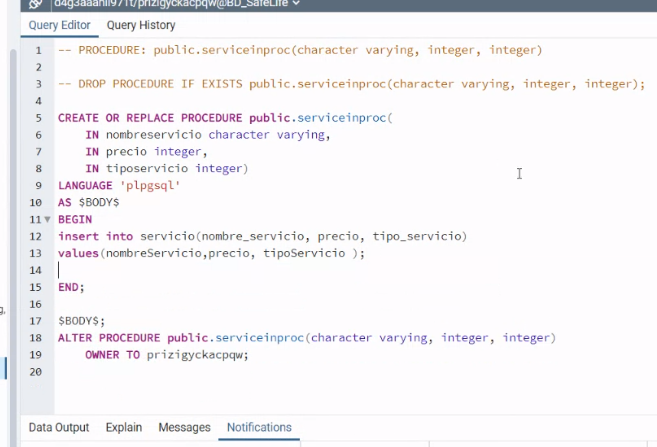 d4g3aaanii971t/prizigyckacpqw@BD_SafeLife
Query Editor Query History
1 -- PROCEDURE: public.serviceinproc(character varying, integer, integer)
2
3 -- DROP PROCEDURE IF EXISTS public.serviceinproc(character varying, integer, integer);
4
5 CREATE OR REPLACE PROCEDURE public.serviceinproc(
6 IN nombreservicio character varying,
7 IN precio integer,
8 IN tiposervicio integer)
9 LANGUAGE 'plpgsql'
10 AS $BODY$
11 BEGIN
12 insert into servicio(nombre_servicio, precio, tipo_servicio)
13 values(nombreServicio,precio, tipoServicio );
14
15 END;
16
17 $BODY$;
18 ALTER PROCEDURE public.serviceinproc(character varying, integer, integer)
19 OWNER TO prizigyckacpqw;
20
Data Output Explain Messages Notifications